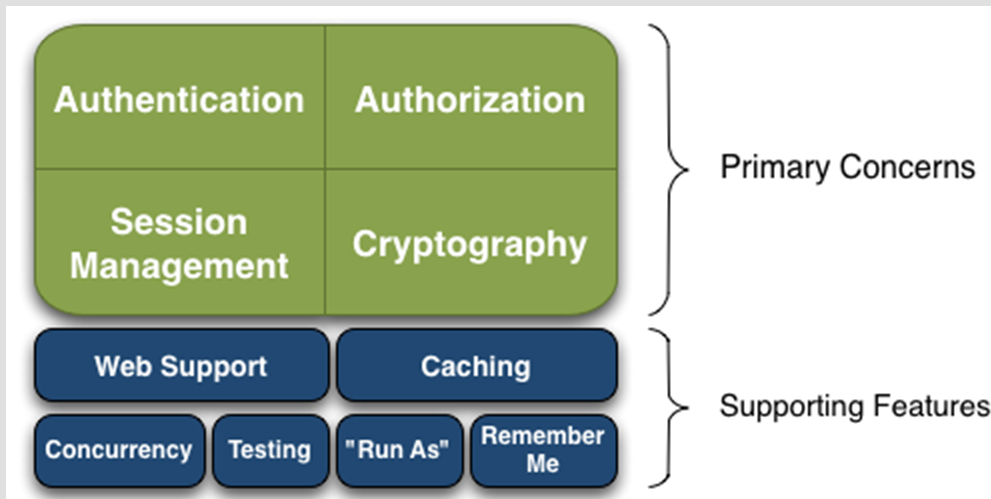 Authentication
Authorization
Primary Concerns
Session
Management
Cryptography
Web Support
Caching
Supporting Features
Concurrency
Testing
"Run As"
Remember
Me